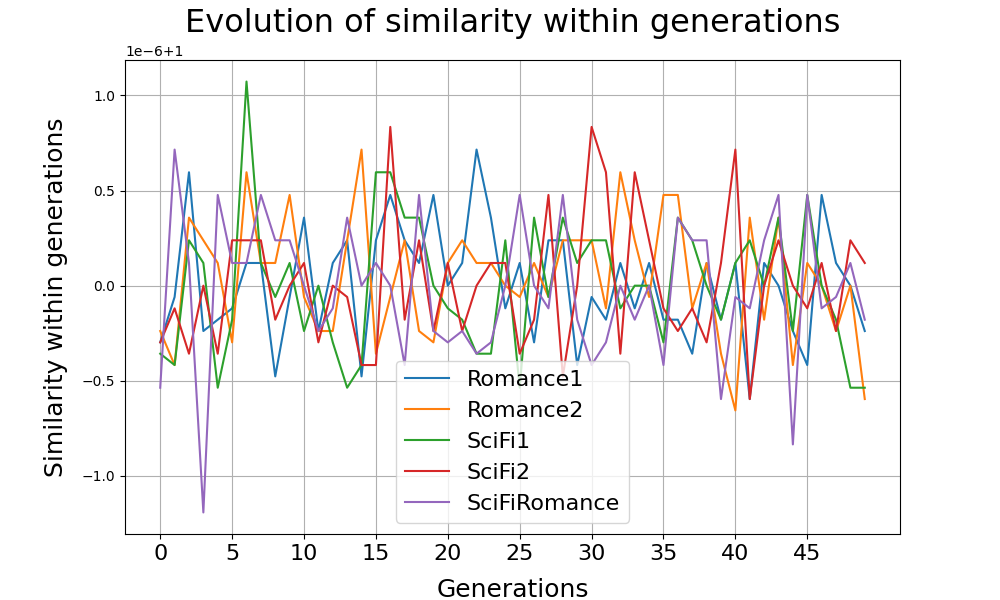 Evolution of similarity within generations
1e−6+1
1.0
0.5
0.0
−0.5
−1.0
Similarity within generations
Romance1
Romance2
SciFi1
SciFi2
SciFiRomance
0 5 10 15 20 25 30 35 40 45
Generations